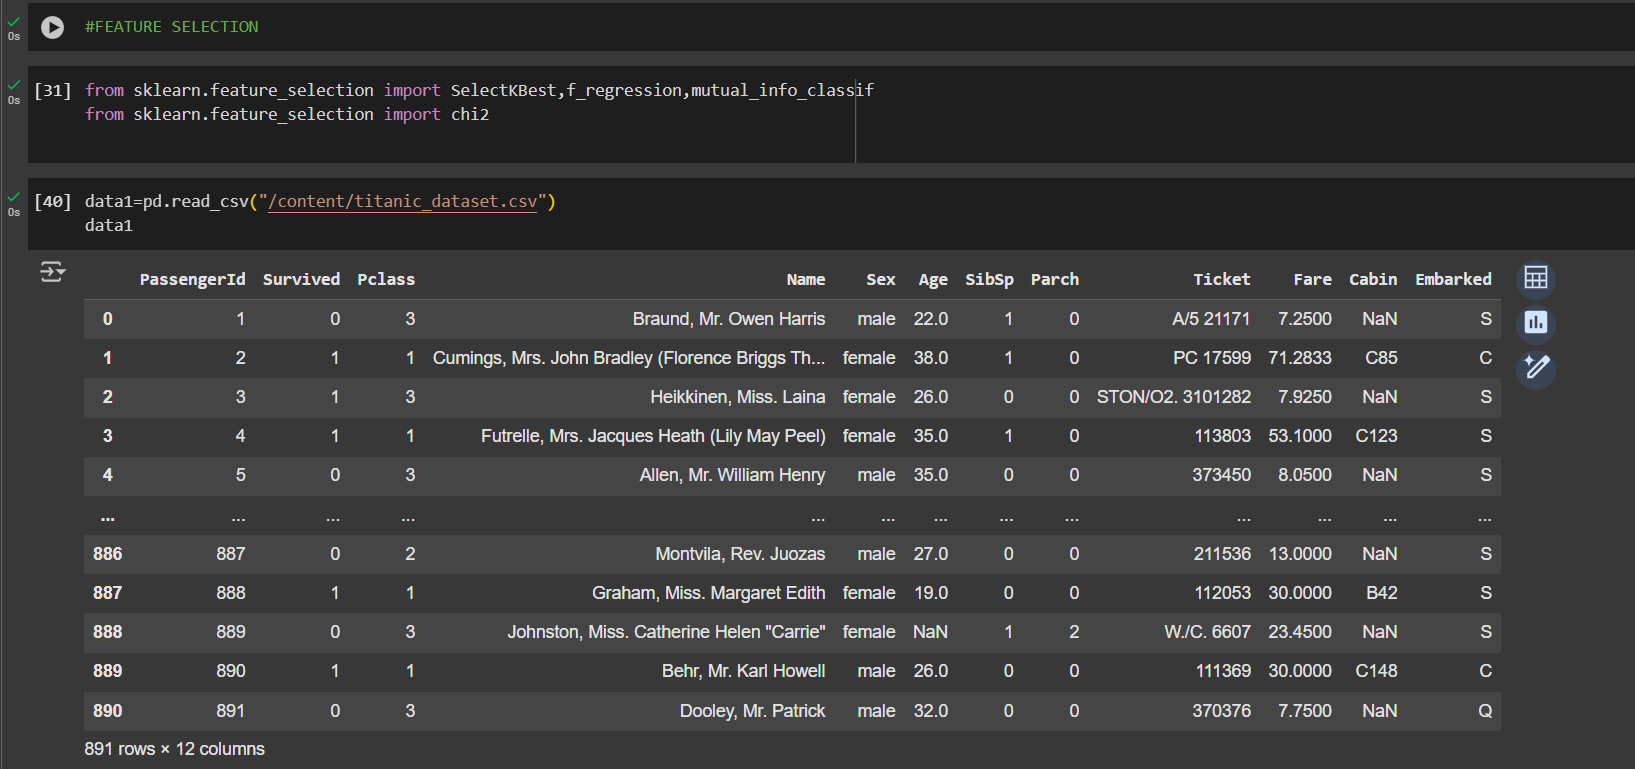 #FEATURE SELECTION
0s
[31] from sklearn.feature_selection import SelectKBest,f_regression,mutual_info_classif
0s
from sklearn.feature_selection import chi2
[40] data1=pd.read_csv("/content/titanic_dataset.csv")
0s
data1
PassengerId Survived Pclass Name Sex Age SibSp Parch Ticket Fare Cabin Embarked
0 1 0 3 Braund, Mr. Owen Harris male 22.0 1 0 A/5 21171 7.2500 NaN S
1 2 1 1 Cumings, Mrs. John Bradley (Florence Briggs Th... female 38.0 1 0 PC 17599 71.2833 C85 C
2 3 1 3 Heikkinen, Miss. Laina female 26.0 0 0 STON/O2. 3101282 7.9250 NaN S
3 4 1 1 Futrelle, Mrs. Jacques Heath (Lily May Peel) female 35.0 1 0 113803 53.1000 C123 S
4 5 0 3 Allen, Mr. William Henry male 35.0 0 0 373450 8.0500 NaN S
... ... ... ... ... ... ... ... ... ... ... ... ...
886 887 0 2 Montvila, Rev. Juozas male 27.0 0 0 211536 13.0000 NaN S
887 888 1 1 Graham, Miss. Margaret Edith female 19.0 0 0 112053 30.0000 B42 S
888 889 0 3 Johnston, Miss. Catherine Helen "Carrie" female NaN 1 2 W./C. 6607 23.4500 NaN S
889 890 1 1 Behr, Mr. Karl Howell male 26.0 0 0 111369 30.0000 C148 C
890 891 0 3 Dooley, Mr. Patrick male 32.0 0 0 370376 7.7500 NaN Q
891 rows × 12 columns